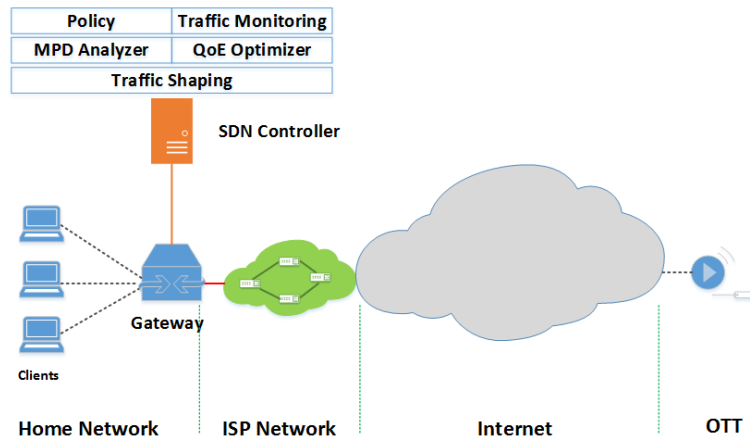 Policy
Traffic Monitoring
MPD Analyzer
QoE Optimizer
Traffic Shaping
SDN Controller
Gateway
Clients
Home Network
ISP Network
Internet
OTT